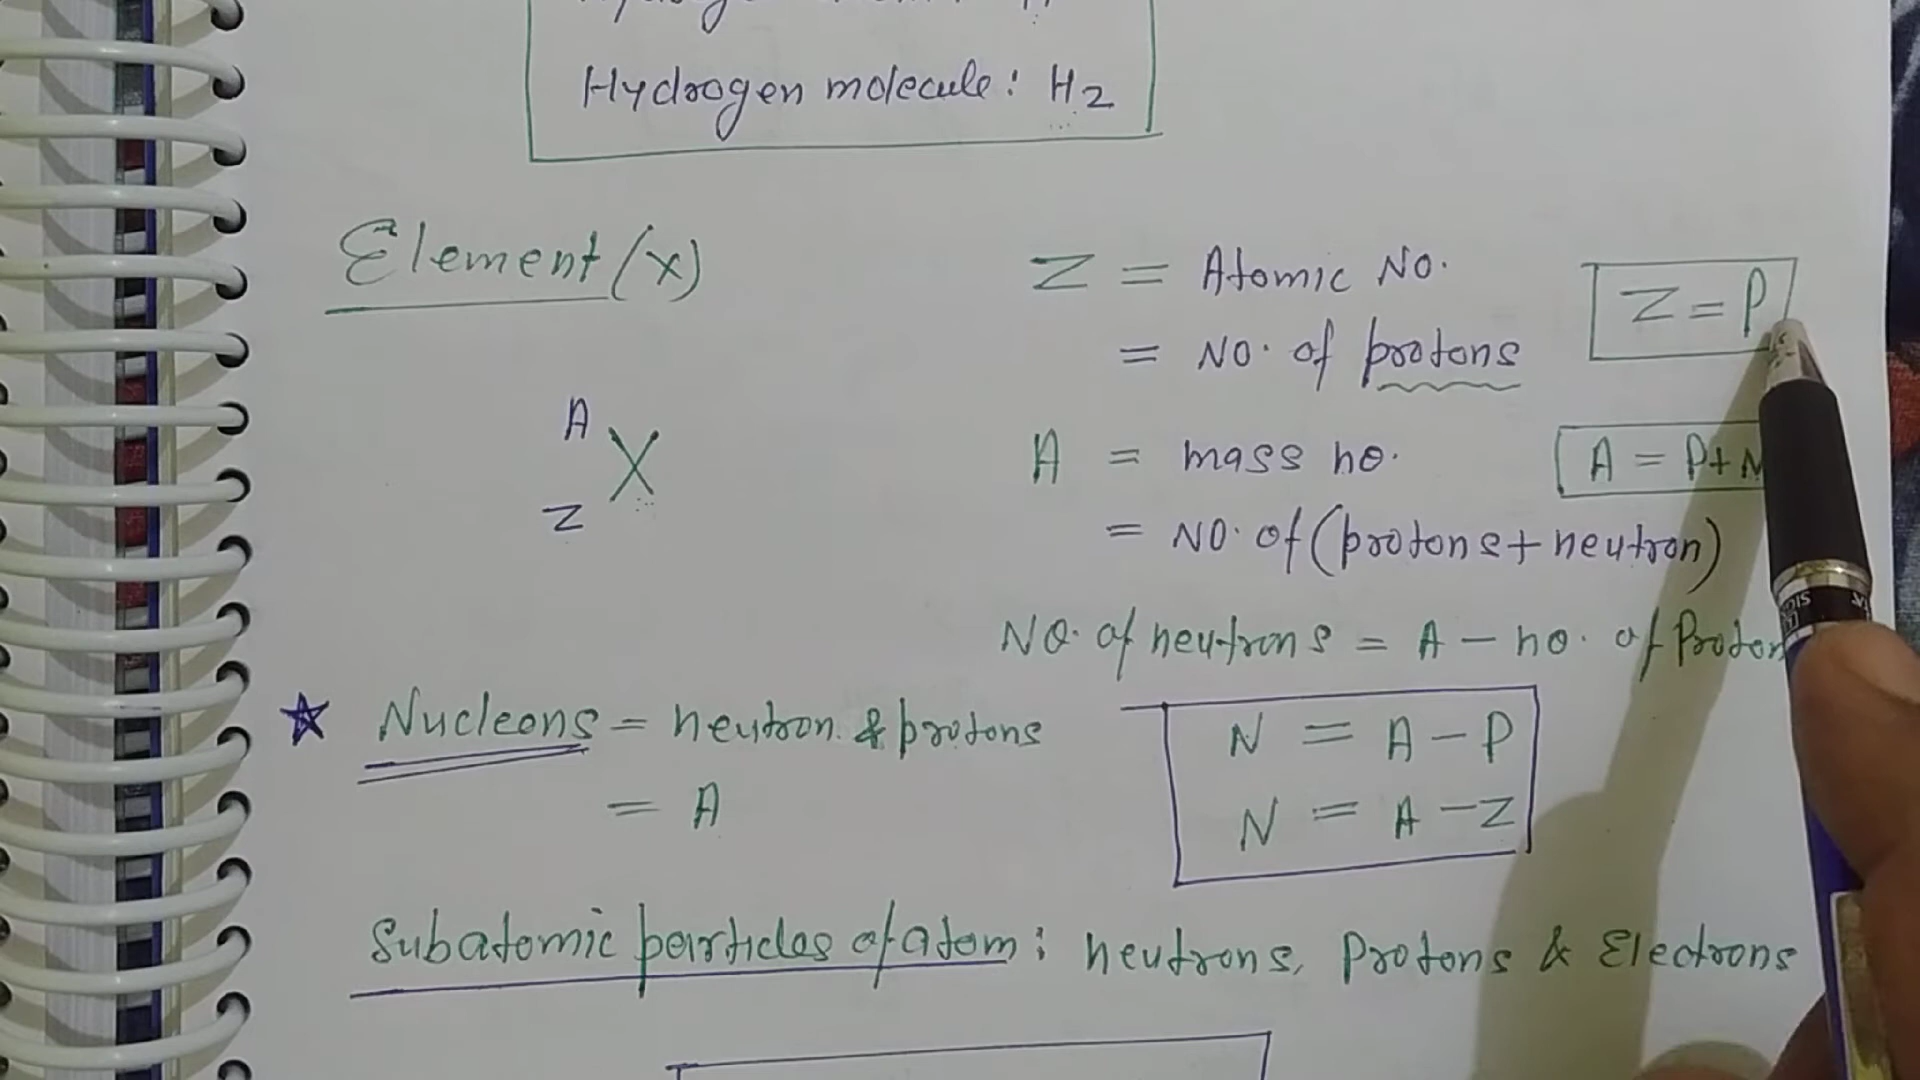 Hydrogen molecule: H2
Element (x)
Z = Atomic No.
= No. of protons
Z = P
A
X
Z
A = mass no.
= No. of (protons + neutron)
A = P+N
No. of neutrons = A – no. of Proton
Nucleons = neutron & protons
= A
N = A – P
N = A – Z
Subatomic particles of atom: neutrons, Protons & Electrons